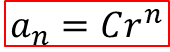 aₙ = Crⁿ